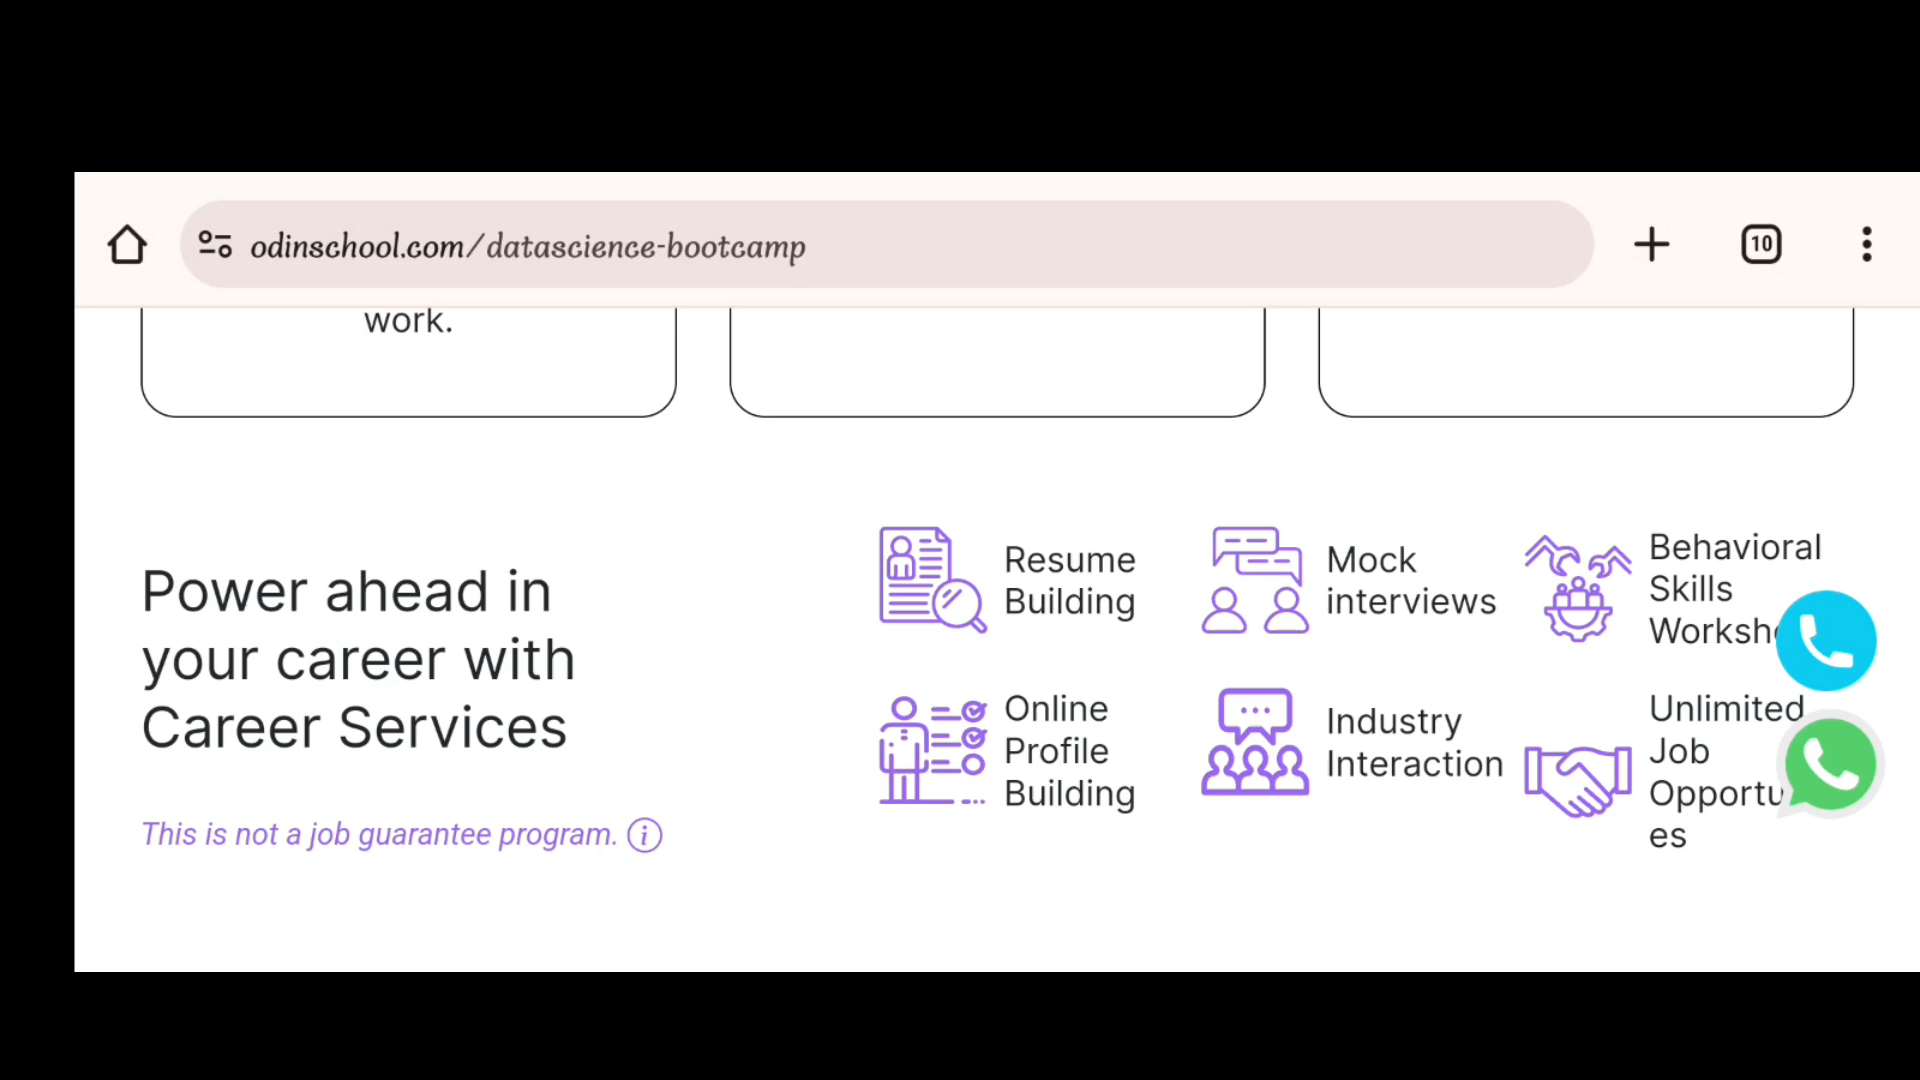 odinschool.com/datascience-bootcamp
10
work.
Power ahead in
your career with
Career Services
This is not a job guarantee program.
Resume
Building
Mock
interviews
Behavioral
Skills
Online
Profile
Building
Industry
Interaction
Unlimited
Job
es